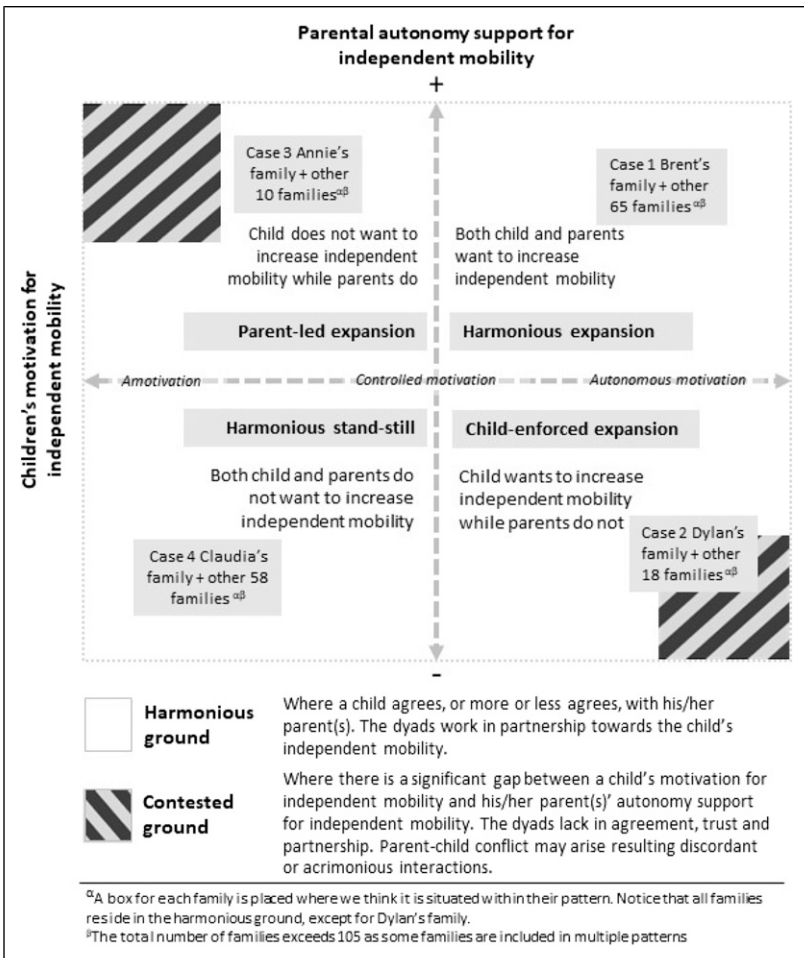 Parental autonomy support for
independent mobility
+
Case 3 Annie's
family + other
10 families^αβ
Case 1 Brent's
family + other
65 families^αβ
Child does not want to
increase independent
mobility while parents do
Both child and parents
want to increase
independent mobility
Parent-led expansion
Harmonious expansion
Children's motivation for
independent mobility
Amotivation
Controlled motivation
Autonomous motivation
Harmonious stand-still
Child-enforced expansion
Both child and parents do
not want to increase
independent mobility
Child wants to increase
independent mobility
while parents do not
Case 4 Claudia's
family + other 58
families ^αβ
Case 2 Dylan's
family + other
18 families^αβ
-
Harmonious
ground
Where a child agrees, or more or less agrees, with his/her
parent(s). The dyads work in partnership towards the child's
independent mobility.
Contested
ground
Where there is a significant gap between a child's motivation for
independent mobility and his/her parent(s)' autonomy support
for independent mobility. The dyads lack in agreement, trust and
partnership. Parent-child conflict may arise resulting discordant
or acrimonious interactions.
^αA box for each family is placed where we think it is situated within their pattern. Notice that all families
reside in the harmonious ground, except for Dylan's family.
^βThe total number of families exceeds 105 as some families are included in multiple patterns